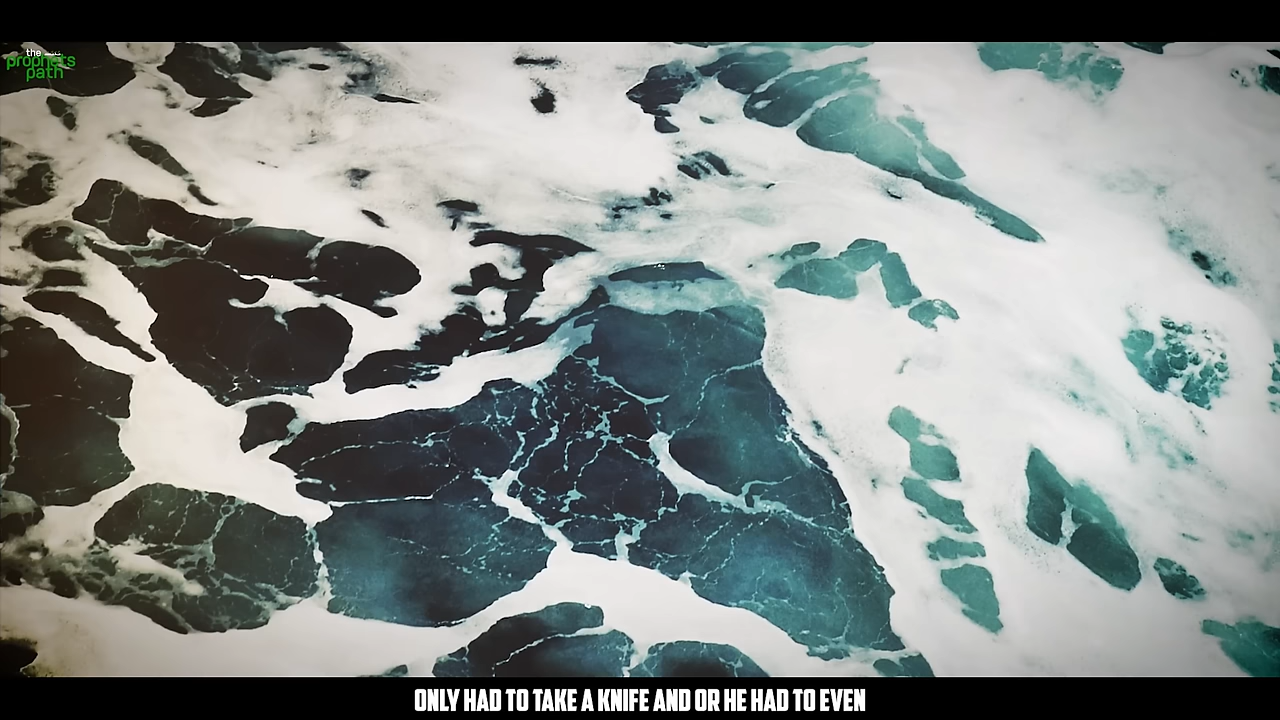 the
prophets
path
ONLY HAD TO TAKE A KNIFE AND OR HE HAD TO EVEN